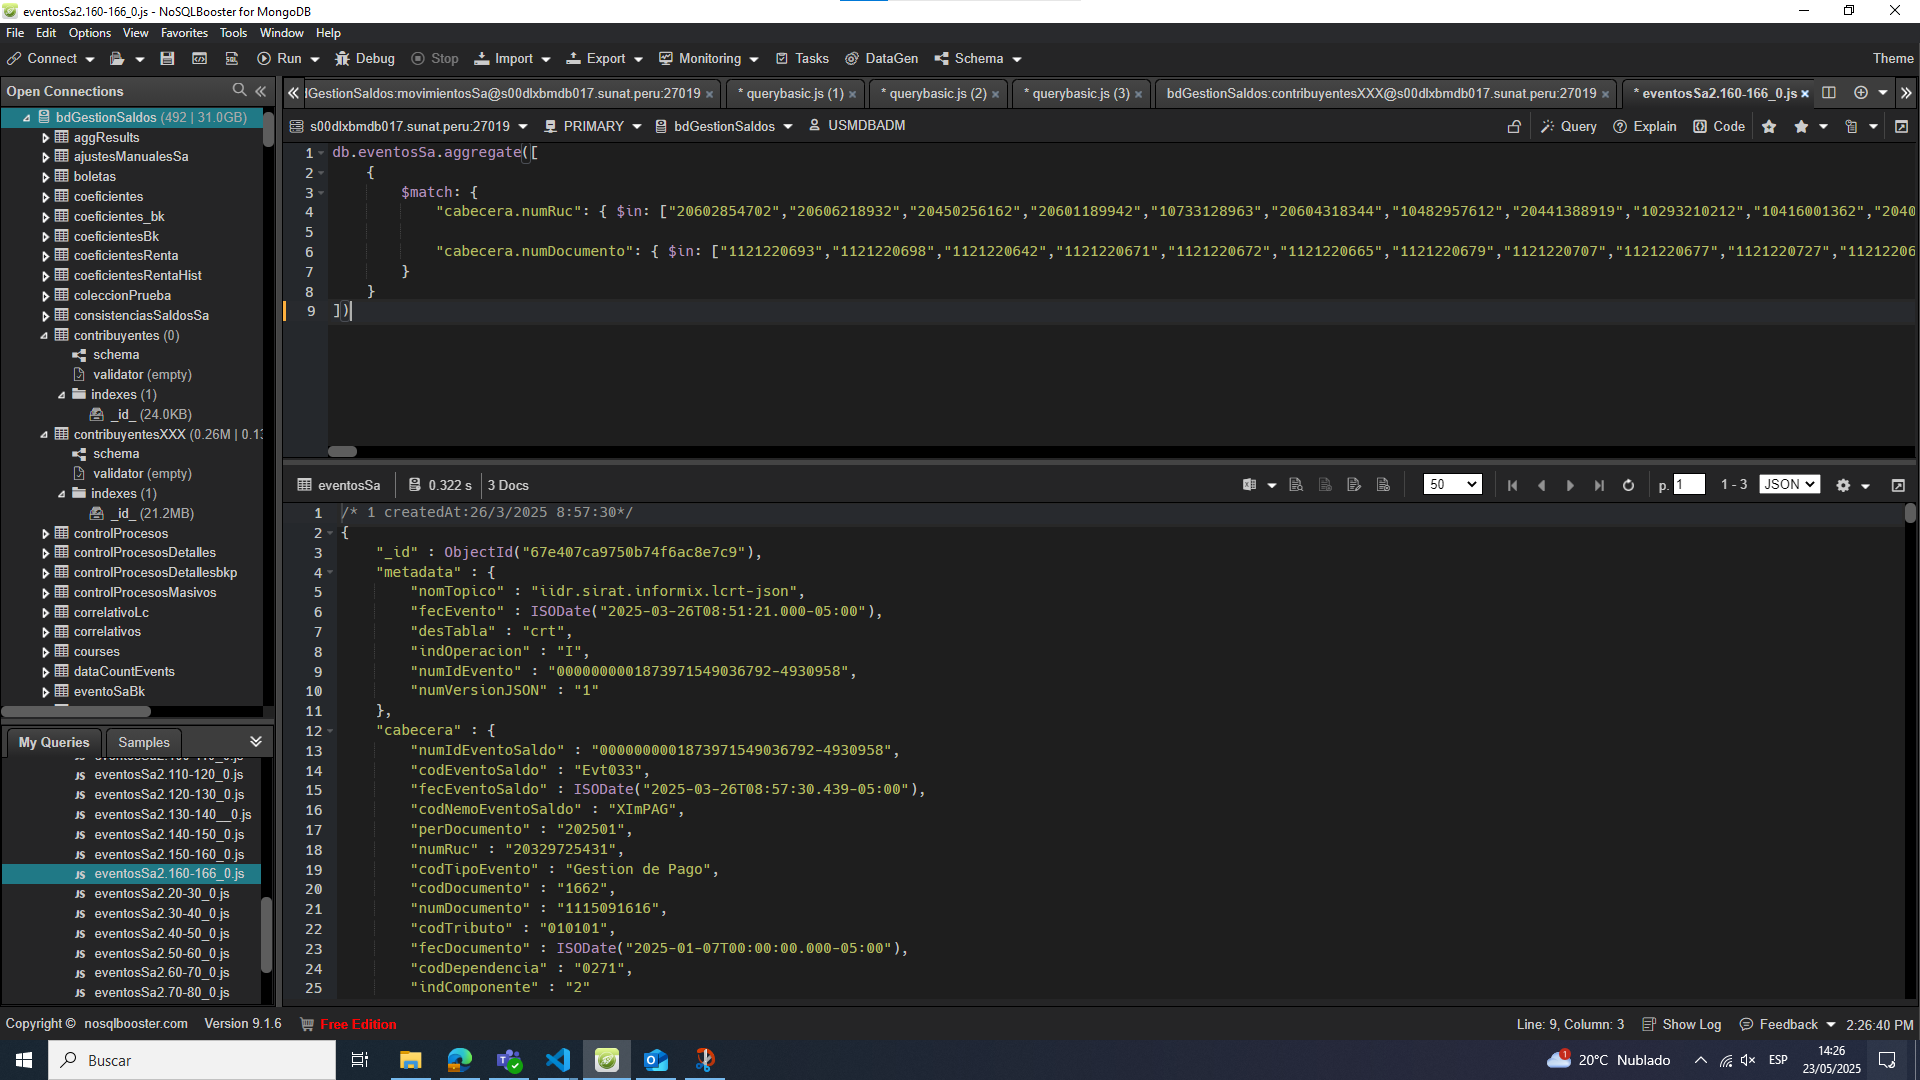 eventosSa2.160-166_0.js - NoSQLBooster for MongoDB
File Edit Options View Favorites Tools Window Help
Connect Run Debug Stop Import Export Monitoring Tasks DataGen Schema Theme
Open Connections
bdGestionSaldos (492 | 31.0GB)
aggResults
ajustesManualesSa
boletas
coeficientes
coeficientes_bk
coeficientesBk
coeficientesRenta
coeficientesRentaHist
coleccionPrueba
consistenciasSaldosSa
contribuyentes (0)
schema
validator (empty)
indexes (1)
_id_ (24.0KB)
contribuyentesXXX (0.26M | 0.13
schema
validator (empty)
indexes (1)
_id_ (21.2MB)
controlProcesos
controlProcesosDetalles
controlProcesosDetallesbkp
controlProcesosMasivos
correlativoLc
correlativos
courses
dataCountEvents
eventoSaBk
My Queries Samples
eventosSa2.110-120_0.js
eventosSa2.120-130_0.js
eventosSa2.130-140__0.js
eventosSa2.140-150_0.js
eventosSa2.150-160_0.js
eventosSa2.160-166_0.js
eventosSa2.20-30_0.js
eventosSa2.30-40_0.js
eventosSa2.40-50_0.js
eventosSa2.50-60_0.js
eventosSa2.60-70_0.js
eventosSa2.70-80_0.js
dGestionSaldos:movimientosSa@s00dlxbmdb017.sunat.peru:27019 * querybasic.js (1) * querybasic.js (2) * querybasic.js (3) bdGestionSaldos:contribuyentesXXX@s00dlxbmdb017.sunat.peru:27019 * eventosSa2.160-166_0.js
s00dlxbmdb017.sunat.peru:27019 PRIMARY bdGestionSaldos USMDBADM Query Explain Code
1 db.eventosSa.aggregate([
2 {
3 $match: {
4 "cabecera.numRuc": { $in: ["20602854702","20606218932","20450256162","20601189942","10733128963","20604318344","10482957612","20441388919","10293210212","10416001362","2040
5
6 "cabecera.numDocumento": { $in: ["1121220693","1121220698","1121220642","1121220671","1121220672","1121220665","1121220679","1121220707","1121220677","1121220727","11212206
7 }
8 }
9 ])
eventosSa 0.322 s 3 Docs 50 p. 1 1 - 3 JSON
1 /* 1 createdAt:26/3/2025 8:57:30*/
2 {
3 "_id" : ObjectId("67e407ca9750b74f6ac8e7c9"),
4 "metadata" : {
5 "nomTopico" : "iidr.sirat.informix.lcrt-json",
6 "fecEvento" : ISODate("2025-03-26T08:51:21.000-05:00"),
7 "desTabla" : "crt",
8 "indOperacion" : "I",
9 "numIdEvento" : "0000000001873971549036792-4930958",
10 "numVersionJSON" : "1"
11 },
12 "cabecera" : {
13 "numIdEventoSaldo" : "0000000001873971549036792-4930958",
14 "codEventoSaldo" : "Evt033",
15 "fecEventoSaldo" : ISODate("2025-03-26T08:57:30.439-05:00"),
16 "codNemoEventoSaldo" : "XImPAG",
17 "perDocumento" : "202501",
18 "numRuc" : "20329725431",
19 "codTipoEvento" : "Gestion de Pago",
20 "codDocumento" : "1662",
21 "numDocumento" : "1115091616",
22 "codTributo" : "010101",
23 "fecDocumento" : ISODate("2025-01-07T00:00:00.000-05:00"),
24 "codDependencia" : "0271",
25 "indComponente" : "2"
Copyright © nosqlbooster.com Version 9.1.6 Free Edition Line: 9, Column: 3 Show Log Feedback 2:26:40 PM
Buscar 20°C Nublado ESP 14:26
23/05/2025